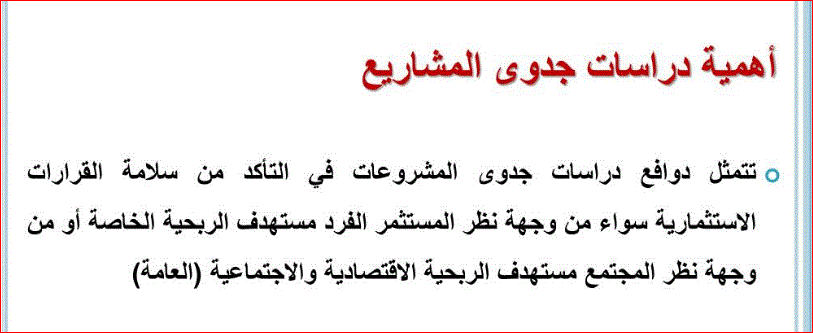 أهمية دراسات جدوى المشاريع
تتمثل دوافع دراسات جدوى المشروعات في التأكد من سلامة القرارات
الاستثمارية سواء من وجهة نظر المستثمر الفرد مستهدف الربحية الخاصة أو من
وجهة نظر المجتمع مستهدف الربحية الاقتصادية والاجتماعية (العامة)